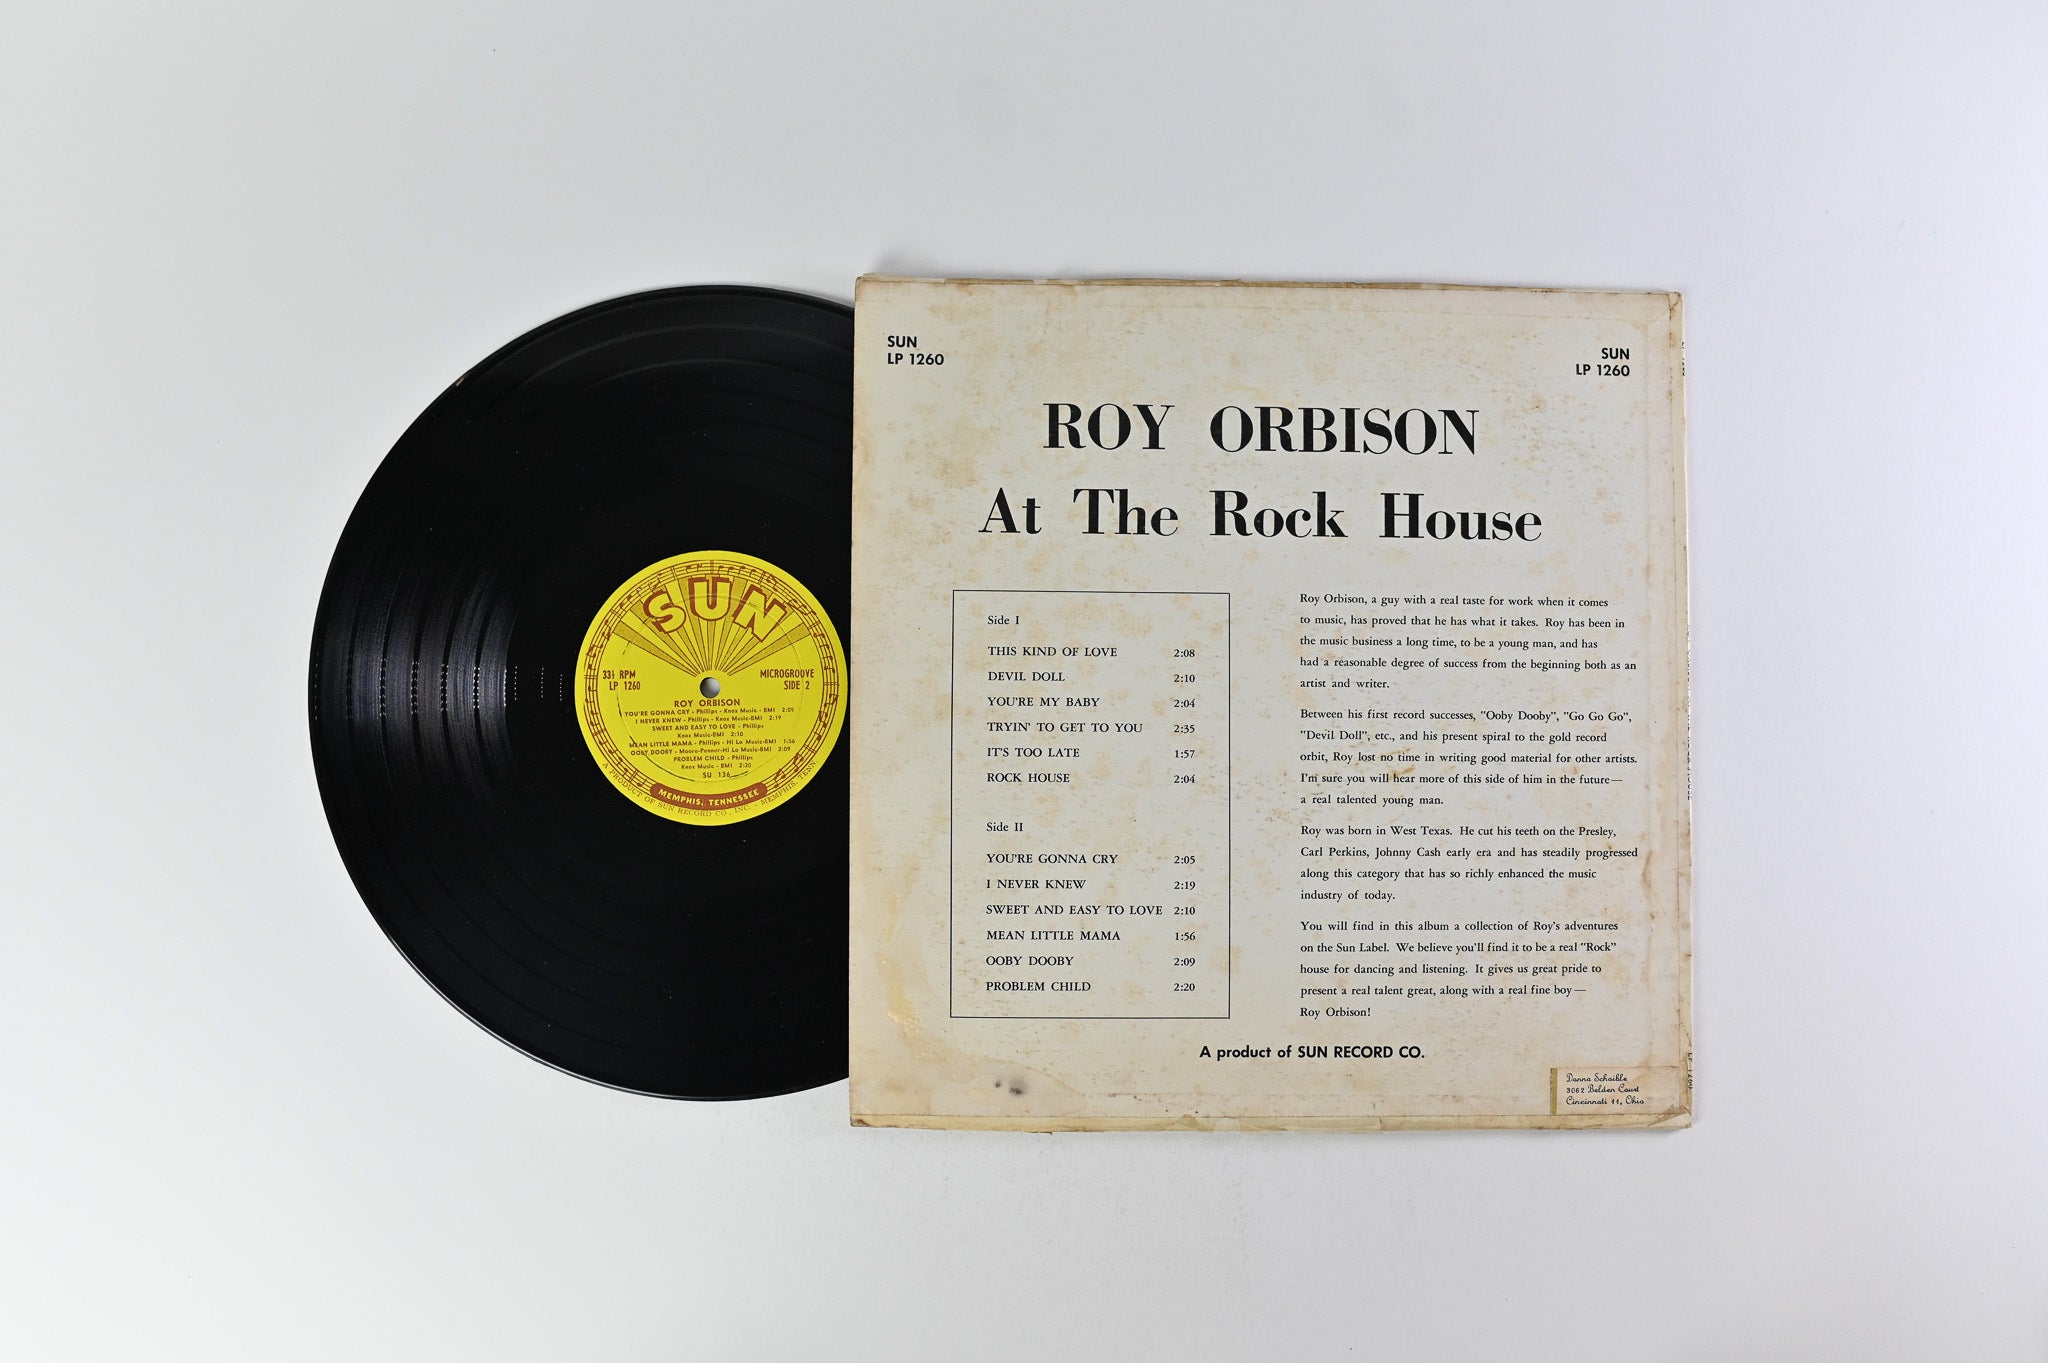 SUN
33⅓ RPM
LP 1260
MICROGROOVE
SIDE 2
ROY ORBISON
YOU'RE GONNA CRY - Phillips - Knox Music - BMI 2:05
I NEVER KNEW - Phillips - Knox Music-BMI 2:19
SWEET AND EASY TO LOVE - Phillips
Knox Music-BMI 2:10
MEAN LITTLE MAMA - Phillips - Hi Lo Music-BMI 1:56
OOBY DOOBY - Moore-Penner-Hi Lo Music-BMI 2:09
PROBLEM CHILD - Phillips
Knox Music - BMI 2:20
SU 136
MEMPHIS, TENNESSEE
A PRODUCT OF SUN RECORD CO., INC. - MEMPHIS, TENN.
SUN
LP 1260
SUN
LP 1260
ROY ORBISON
At The Rock House
Side I
THIS KIND OF LOVE 2:08
DEVIL DOLL 2:10
YOU'RE MY BABY 2:04
TRYIN' TO GET TO YOU 2:35
IT'S TOO LATE 1:57
ROCK HOUSE 2:04
Side II
YOU'RE GONNA CRY 2:05
I NEVER KNEW 2:19
SWEET AND EASY TO LOVE 2:10
MEAN LITTLE MAMA 1:56
OOBY DOOBY 2:09
PROBLEM CHILD 2:20
Roy Orbison, a guy with a real taste for work when it comes
to music, has proved that he has what it takes. Roy has been in
the music business a long time, to be a young man, and has
had a reasonable degree of success from the beginning both as an
artist and writer.
Between his first record successes, "Ooby Dooby", "Go Go Go",
"Devil Doll", etc., and his present spiral to the gold record
orbit, Roy lost no time in writing good material for other artists.
I'm sure you will hear more of this side of him in the future—
a real talented young man.
Roy was born in West Texas. He cut his teeth on the Presley,
Carl Perkins, Johnny Cash early era and has steadily progressed
along this category that has so richly enhanced the music
industry of today.
You will find in this album a collection of Roy's adventures
on the Sun Label. We believe you'll find it to be a real "Rock"
house for dancing and listening. It gives us great pride to
present a real talent great, along with a real fine boy—
Roy Orbison!
A product of SUN RECORD CO.
Donna Schaible
3062 Belden Court
Cincinnati 11, Ohio